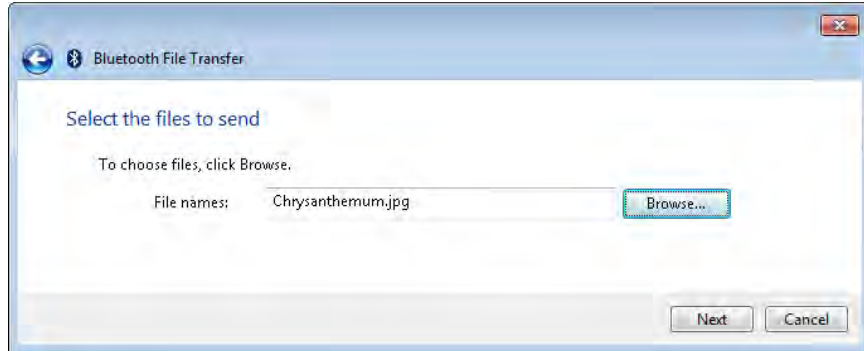 Bluetooth File Transfer
Select the files to send
To choose files, click Browse.
File names: Chrysanthemum.jpg Browse...
Next Cancel